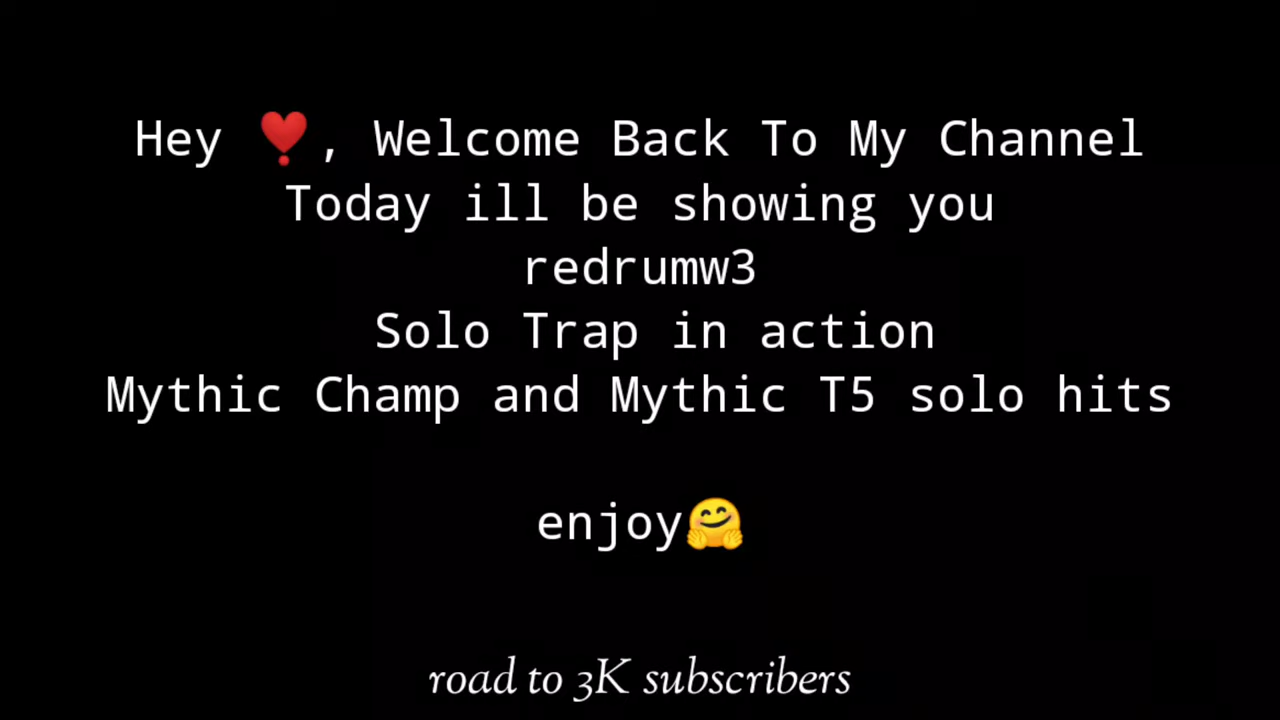 Hey ❣️, Welcome Back To My Channel
Today ill be showing you
redrumw3
Solo Trap in action
Mythic Champ and Mythic T5 solo hits
enjoy🤗
road to 3K subscribers